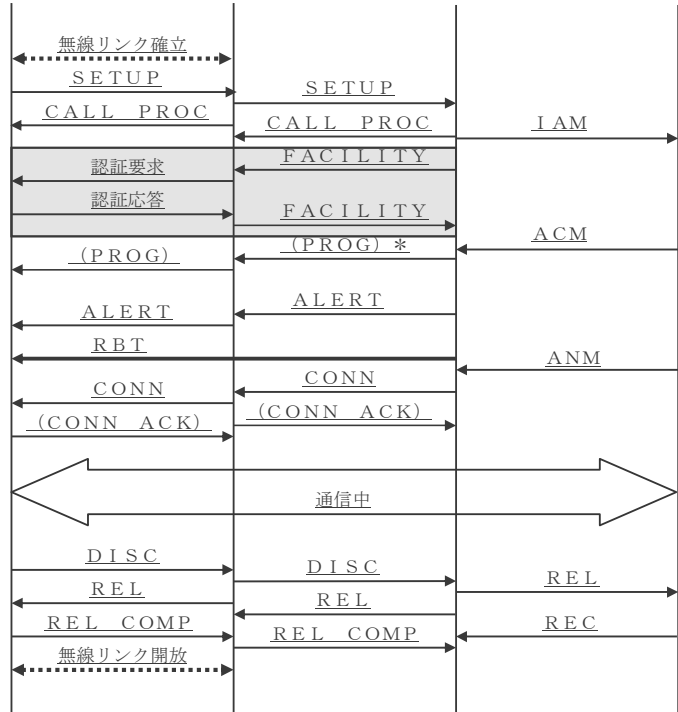 無線リンク確立
ＳＥＴＵＰ
ＳＥＴＵＰ
ＣＡＬＬ　ＰＲＯＣ
ＣＡＬＬ　ＰＲＯＣ
ＩＡＭ
ＦＡＣＩＬＩＴＹ
認証要求
認証応答
ＦＡＣＩＬＩＴＹ
ＡＣＭ
（ＰＲＯＧ）＊
（ＰＲＯＧ）
ＡＬＥＲＴ
ＡＬＥＲＴ
ＲＢＴ
ＡＮＭ
ＣＯＮＮ
ＣＯＮＮ
（ＣＯＮＮ　ＡＣＫ）
（ＣＯＮＮ　ＡＣＫ）
通信中
ＤＩＳＣ
ＤＩＳＣ
ＲＥＬ
ＲＥＬ
ＲＥＬ
ＲＥＬ　ＣＯＭＰ
ＲＥＣ
ＲＥＬ　ＣＯＭＰ
無線リンク開放